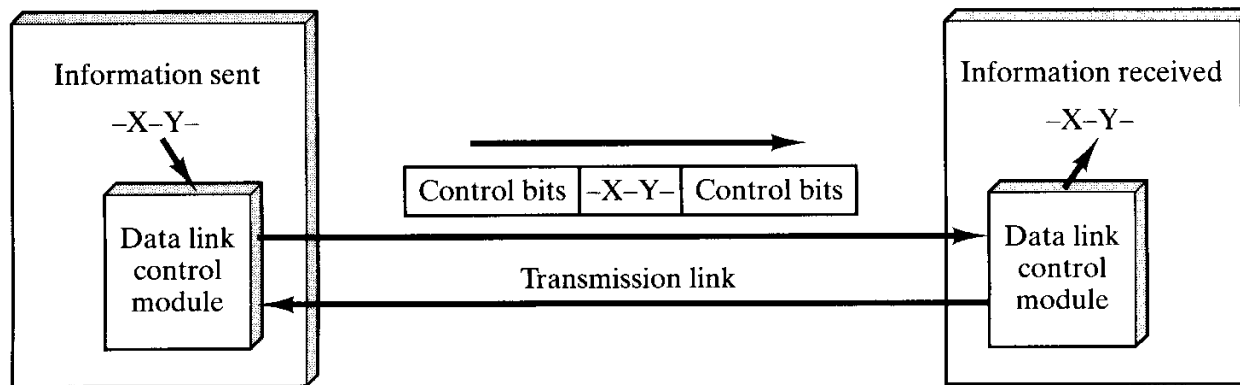 Information sent
–X–Y–
Data link
control
module
Control bits –X–Y– Control bits
Transmission link
Information received
–X–Y–
Data link
control
module